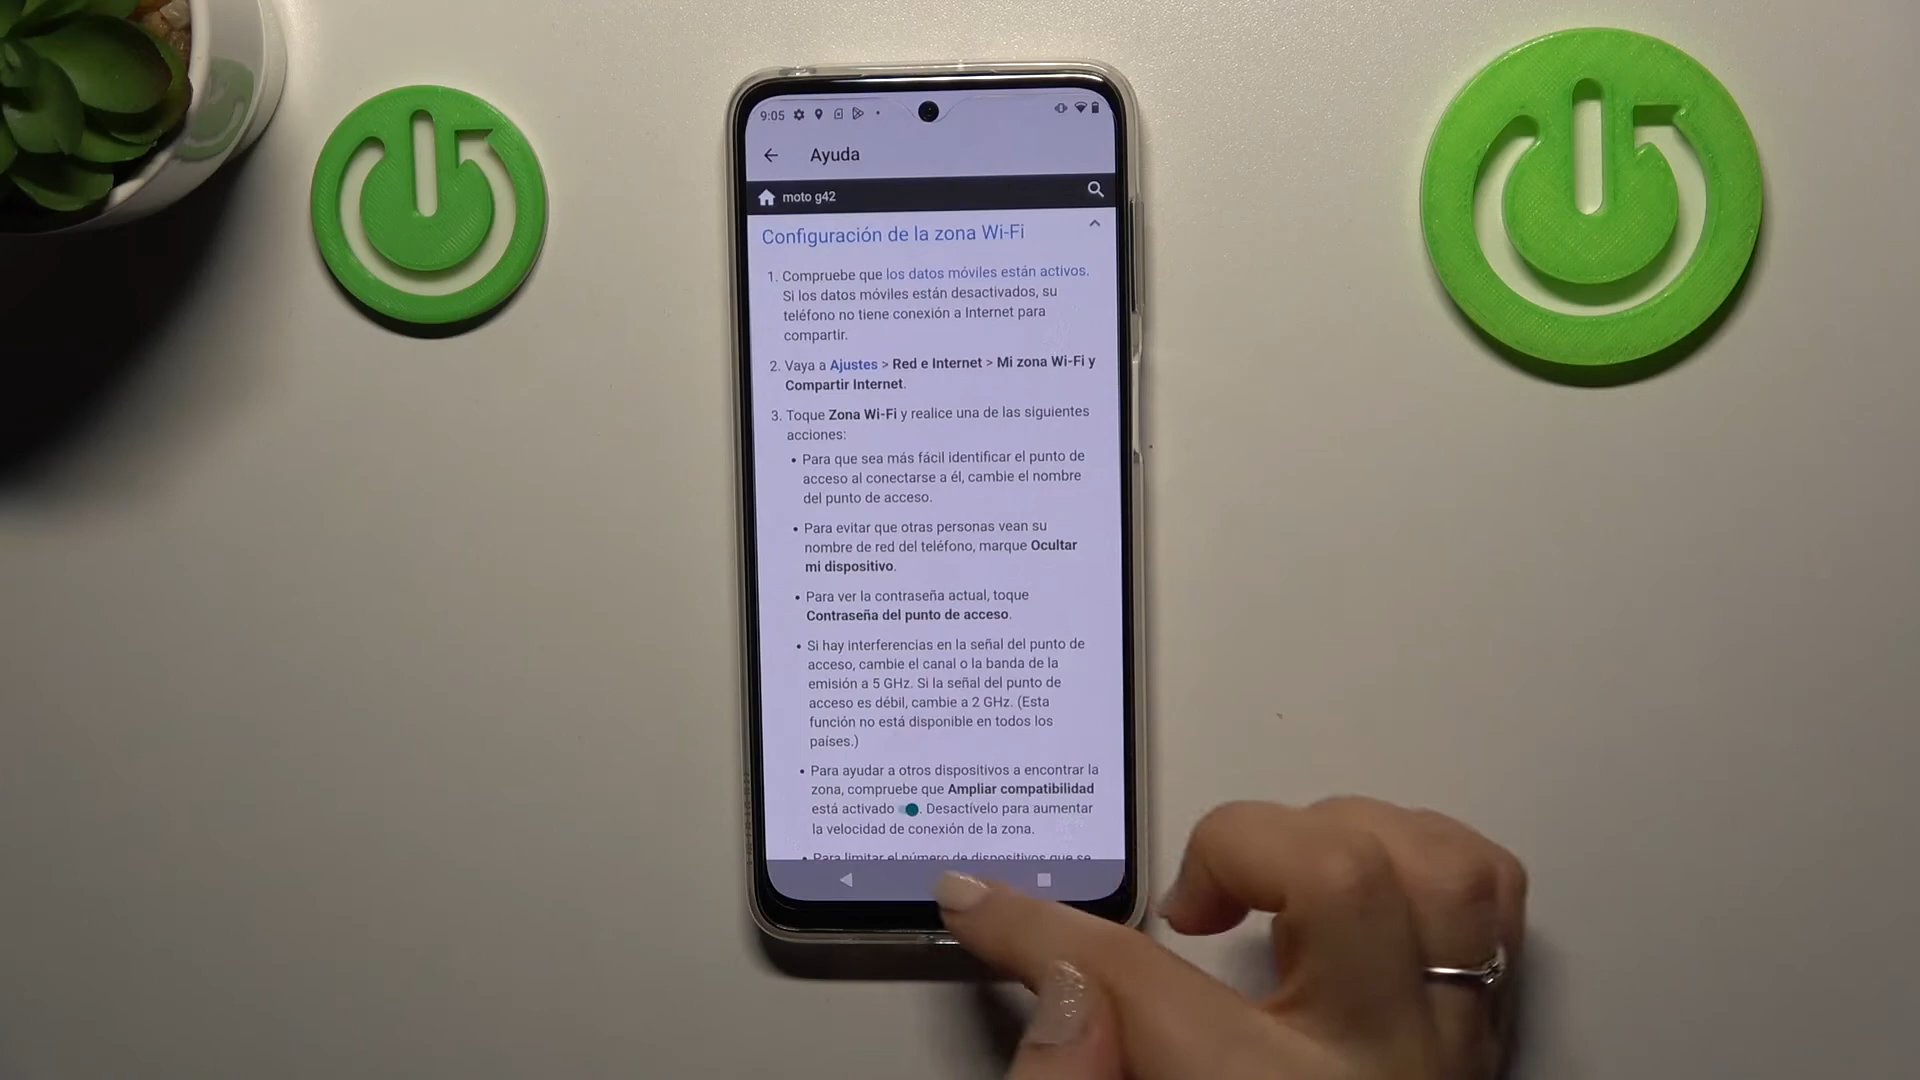 9:05
Ayuda
moto g42
Configuración de la zona Wi-Fi
1. Compruebe que los datos móviles están activos.
Si los datos móviles están desactivados, su
teléfono no tiene conexión a Internet para
compartir.
2. Vaya a Ajustes > Red e Internet > Mi zona Wi-Fi y
Compartir Internet.
3. Toque Zona Wi-Fi y realice una de las siguientes
acciones:
• Para que sea más fácil identificar el punto de
acceso al conectarse a él, cambie el nombre
del punto de acceso.
• Para evitar que otras personas vean su
nombre de red del teléfono, marque Ocultar
mi dispositivo.
• Para ver la contraseña actual, toque
Contraseña del punto de acceso.
• Si hay interferencias en la señal del punto de
acceso, cambie el canal o la banda de la
emisión a 5 GHz. Si la señal del punto de
acceso es débil, cambie a 2 GHz. (Esta
función no está disponible en todos los
países.)
• Para ayudar a otros dispositivos a encontrar la
zona, compruebe que Ampliar compatibilidad
está activado . Desactívelo para aumentar
la velocidad de conexión de la zona.
• Para limitar el número de dispositivos que se